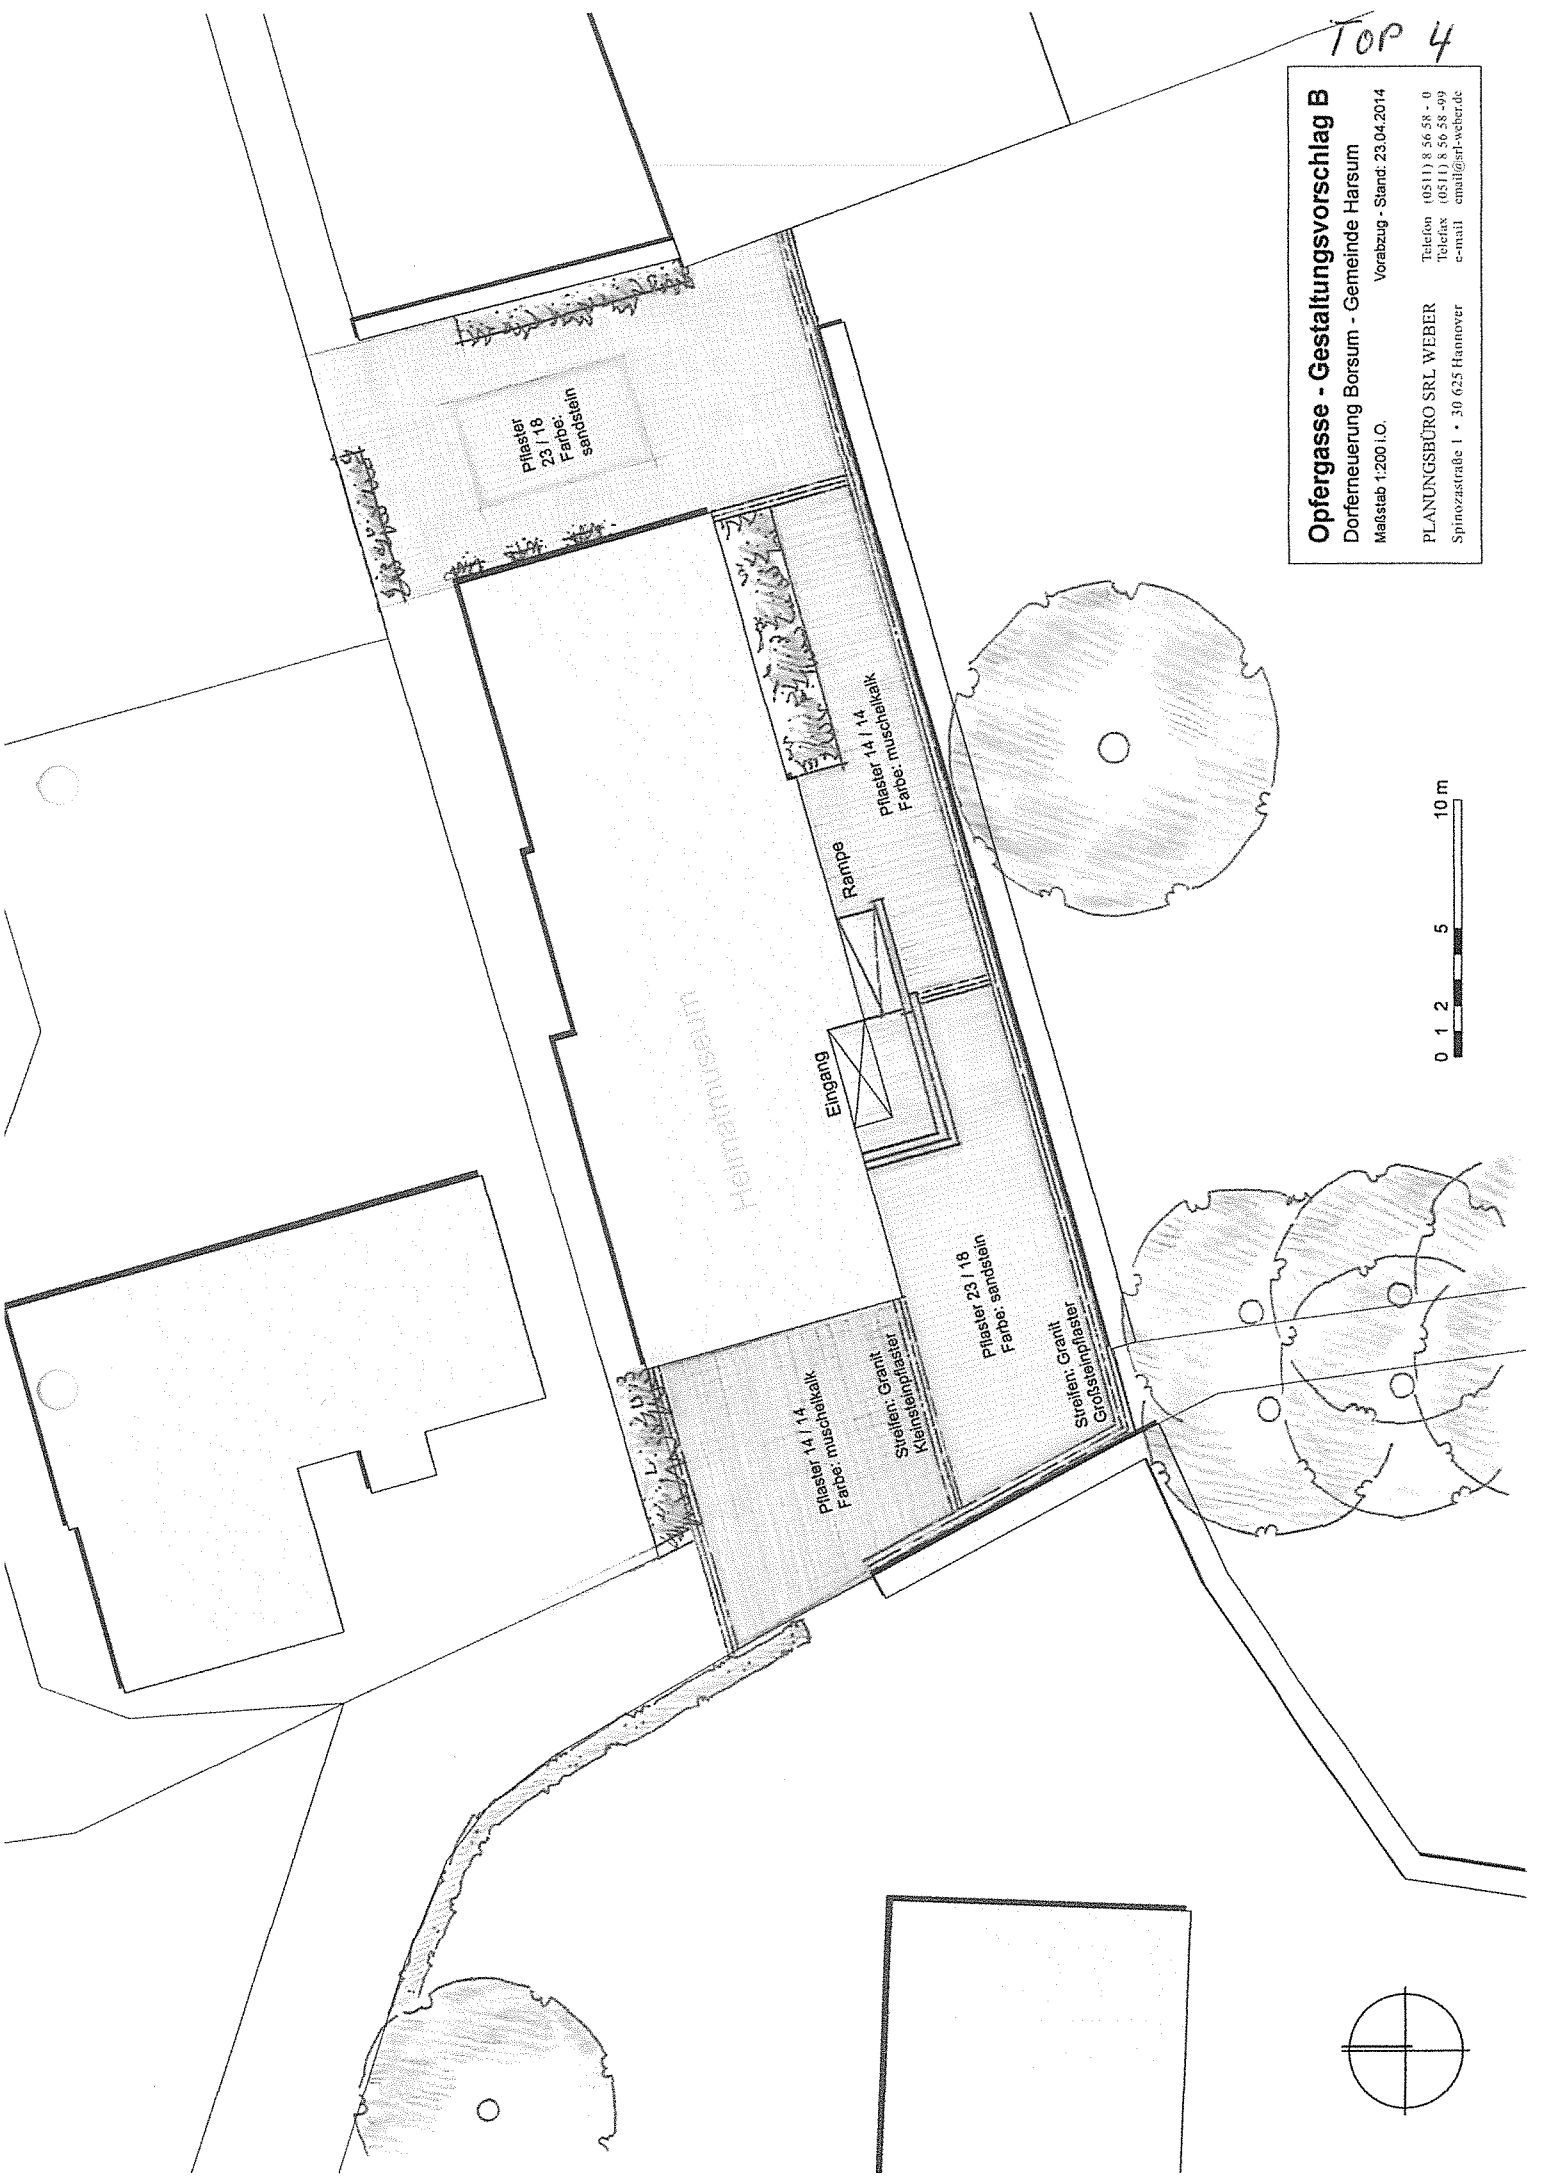 TOP 4
Opfergasse - Gestaltungsvorschlag B
Dorferneuerung Borsum - Gemeinde Harsum
Maßstab 1:200 i.O. Vorabzug - Stand: 23.04.2014
PLANUNGSBÜRO SRL WEBER Telefon (0511) 8 56 58 - 0
Telefax (0511) 8 56 58 -99
Spinozastraße 1 • 30 625 Hannover e-mail email@srl-weber.de
Pflaster
23 / 18
Farbe:
sandstein
Pflaster 14 / 14
Farbe: muschelkalk
Rampe
Eingang
Heimatmuseum
Pflaster 23 / 18
Farbe: sandstein
Streifen: Granit
Großsteinpflaster
Streifen: Granit
Kleinsteinpflaster
Pflaster 14 / 14
Farbe: muschelkalk
0 1 2 5 10 m